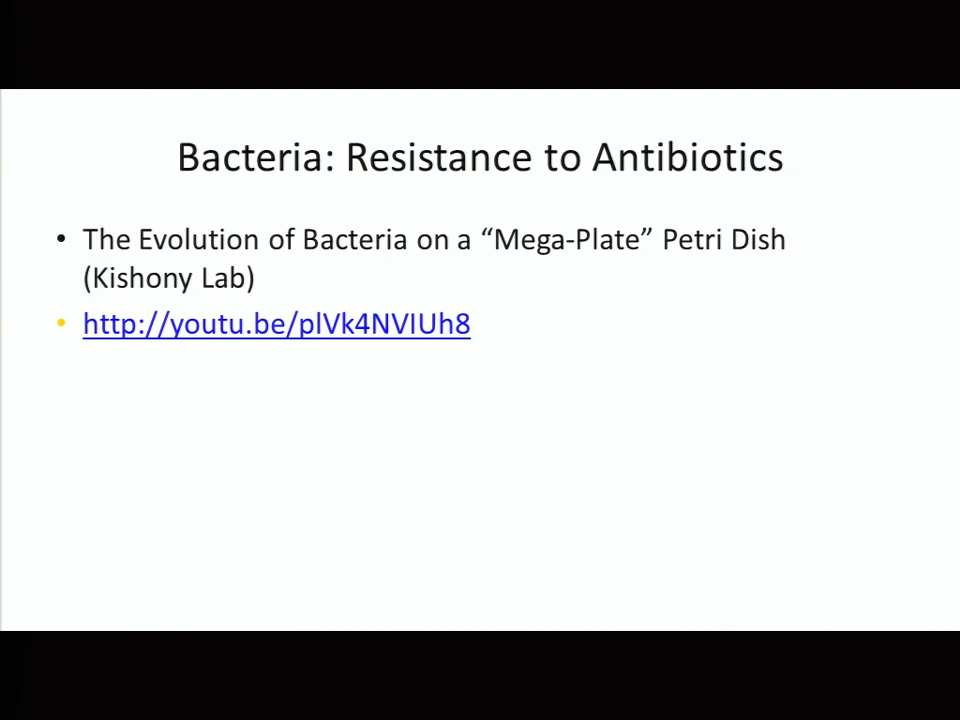 Bacteria: Resistance to Antibiotics
• The Evolution of Bacteria on a “Mega-Plate” Petri Dish
(Kishony Lab)
• http://youtu.be/plVk4NVIUh8